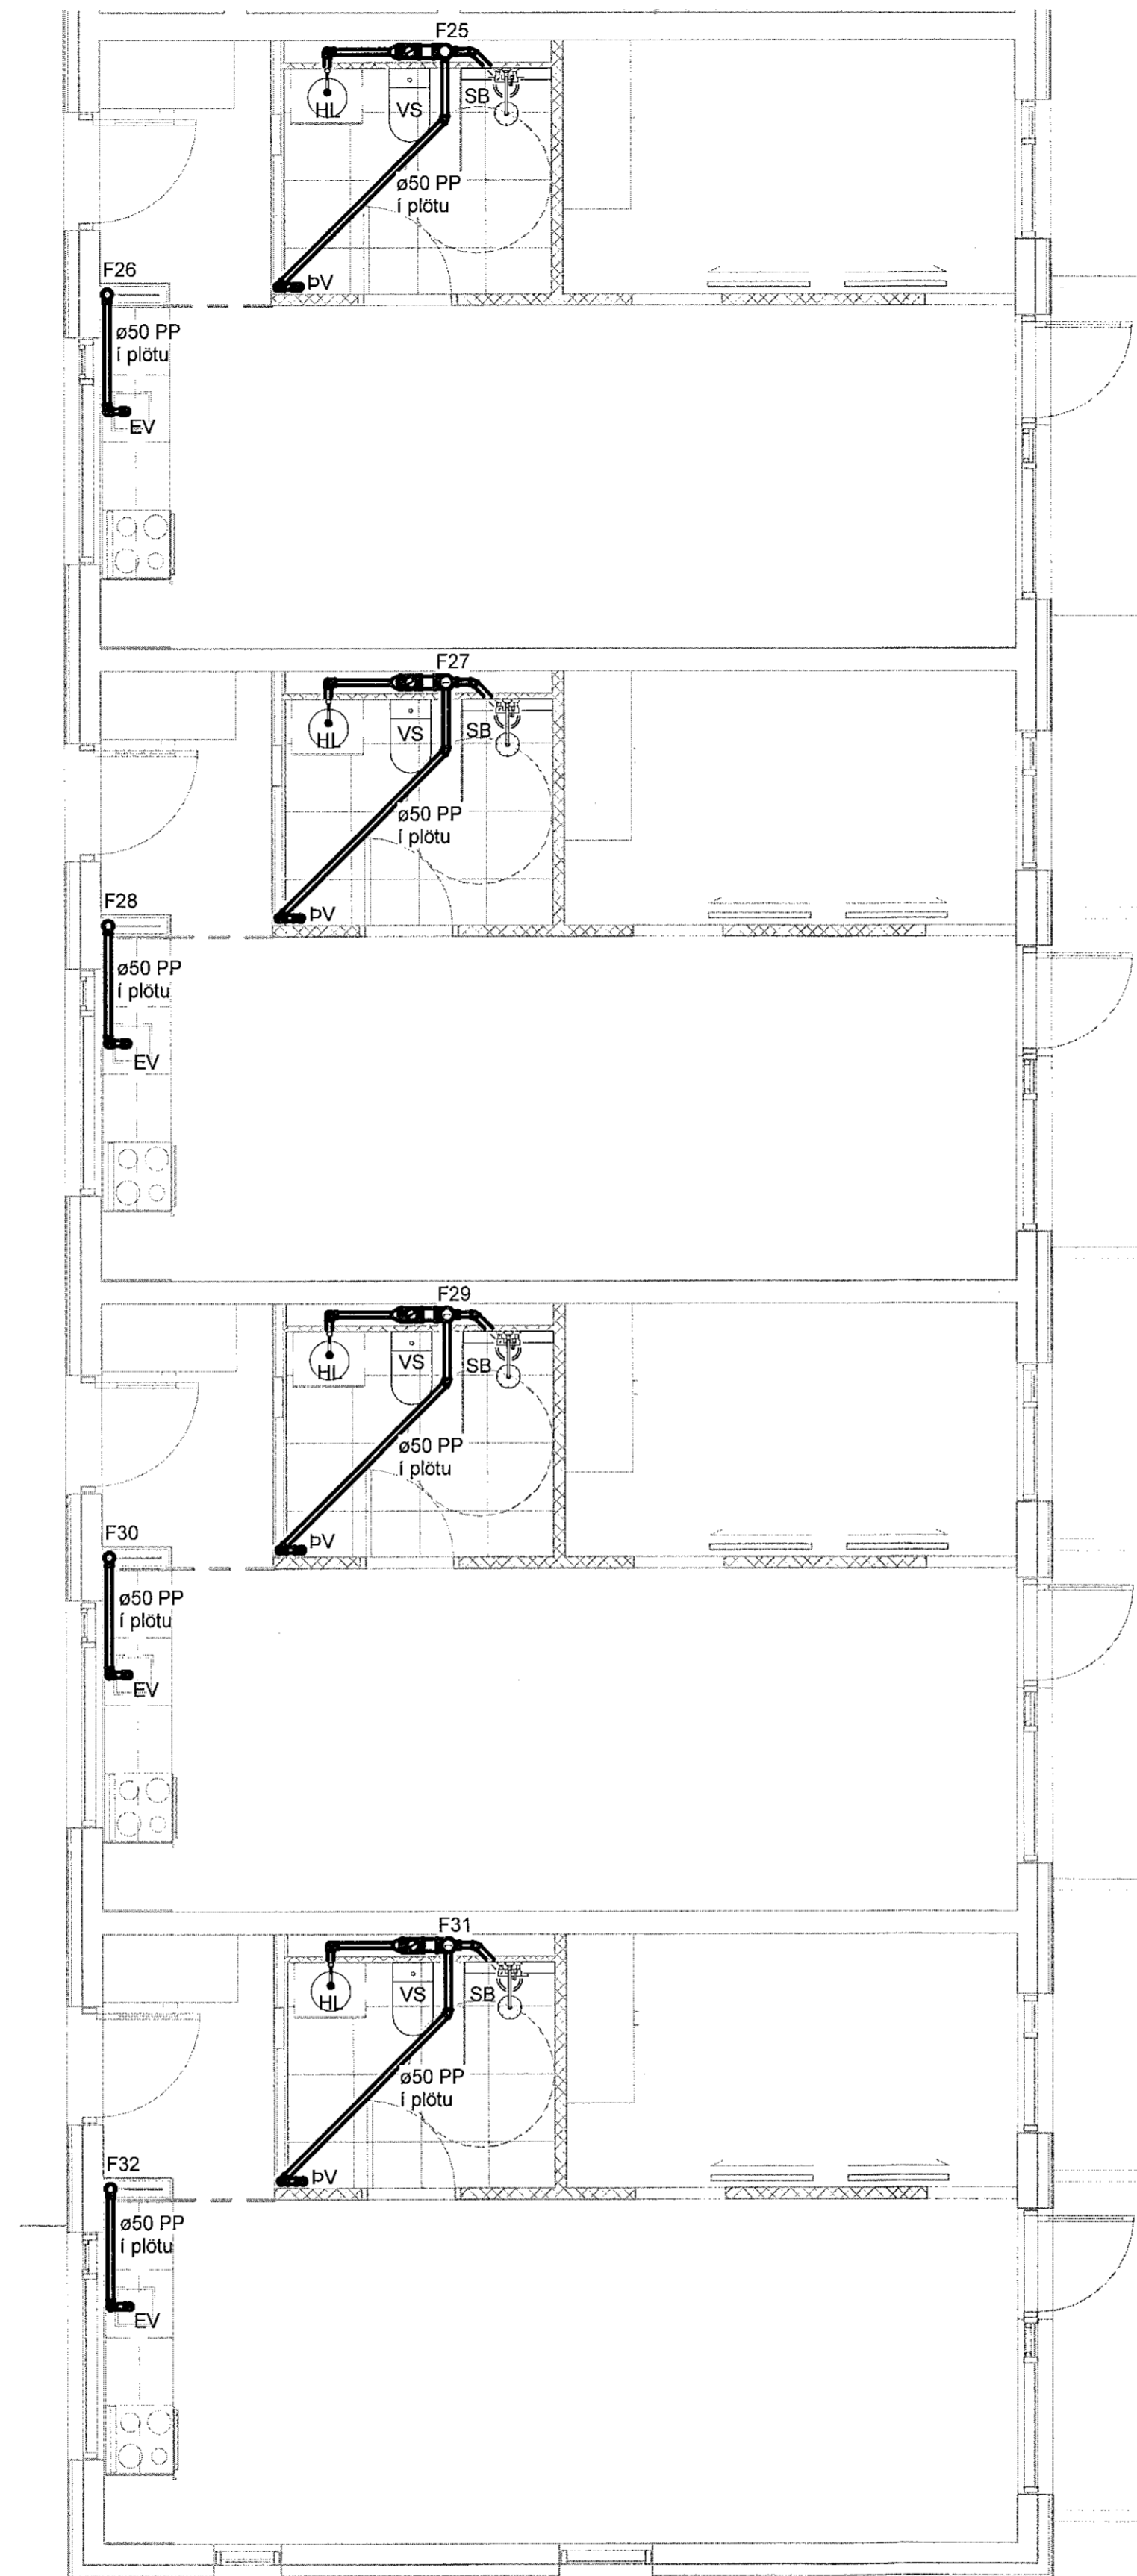 F25
HL
VS
SB
ø50 PP
í plötu
ÞV
F26
ø50 PP
í plötu
EV
F27
HL
VS
SB
ø50 PP
í plötu
ÞV
F28
ø50 PP
í plötu
EV
F29
HL
VS
SB
ø50 PP
í plötu
ÞV
F30
ø50 PP
í plötu
EV
F31
HL
VS
SB
ø50 PP
í plötu
ÞV
F32
ø50 PP
í plötu
EV